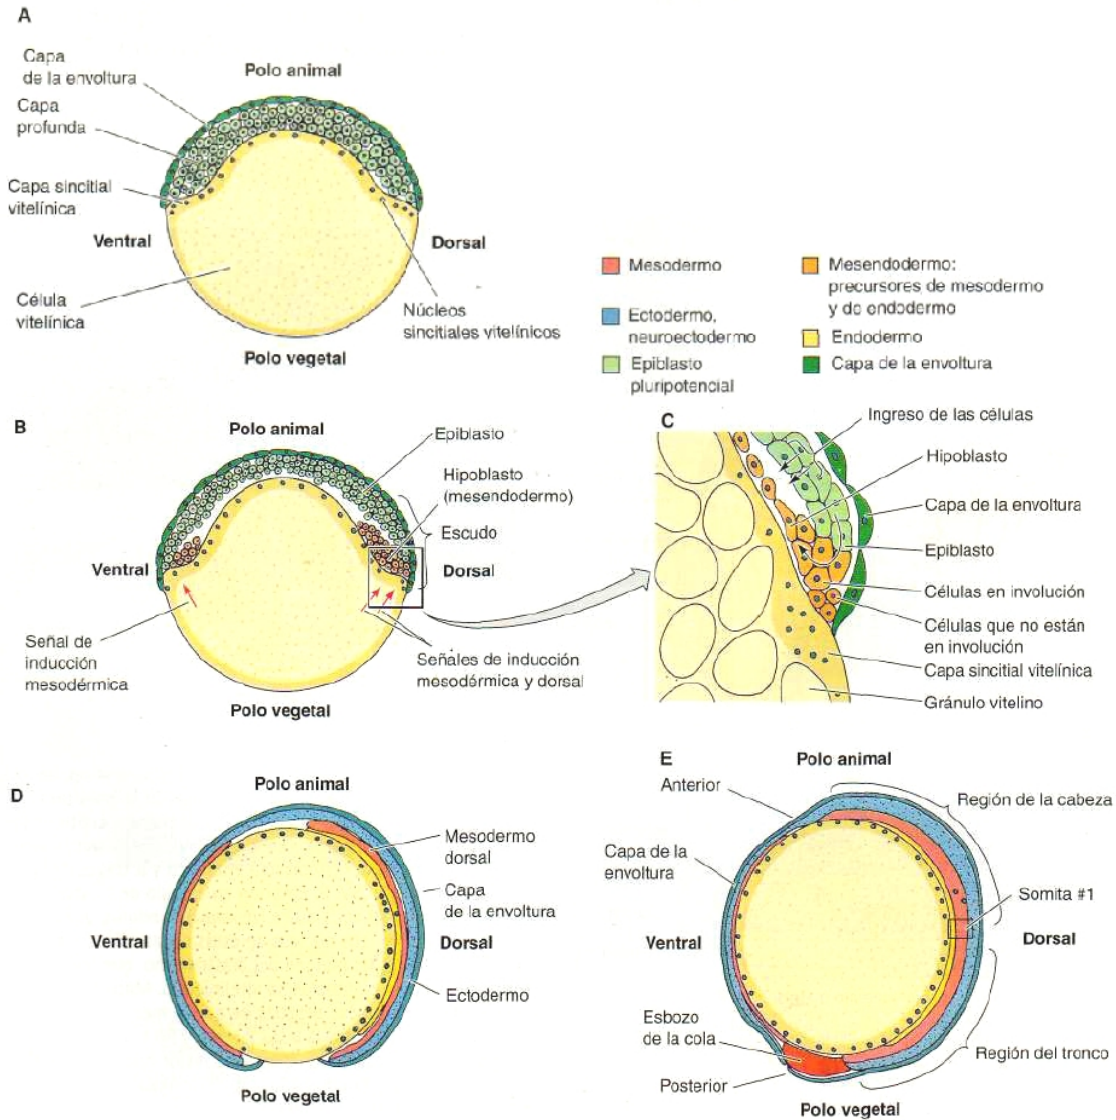 A
Capa
de la envoltura
Polo animal
Capa
profunda
Capa sincitial
vitelínica
Ventral
Dorsal
Célula
vitelínica
Núcleos
sincitiales vitelínicos
Polo vegetal
Mesodermo
Mesendodermo:
precursores de mesodermo
y do endodermo
Ectodermo,
neuroectodermo
Endodermo
Epiblasto
pluripotencial
Capa de la envoltura
B
Polo animal
Epiblasto
Hipoblasto
(mesendodermo)
Escudo
Ventral
Dorsal
Señal de
inducción
mesodérmica
Señales de inducción
mesodérmica y dorsal
Polo vegetal
C
Ingreso de las células
Hipoblasto
Capa de la envoltura
Epiblasto
Células en involución
Células que no están
en involución
Capa sincitial vitelínica
Gránulo vitelino
D
Polo animal
Mesodermo
dorsal
Capa
de la envoltura
Ventral
Dorsal
Ectodermo
Polo vegetal
E
Polo animal
Anterior
Región de la cabeza
Capa de la
envoltura
Somita #1
Ventral
Dorsal
Esbozo
de la cola
Región del tronco
Posterior
Polo vegetal